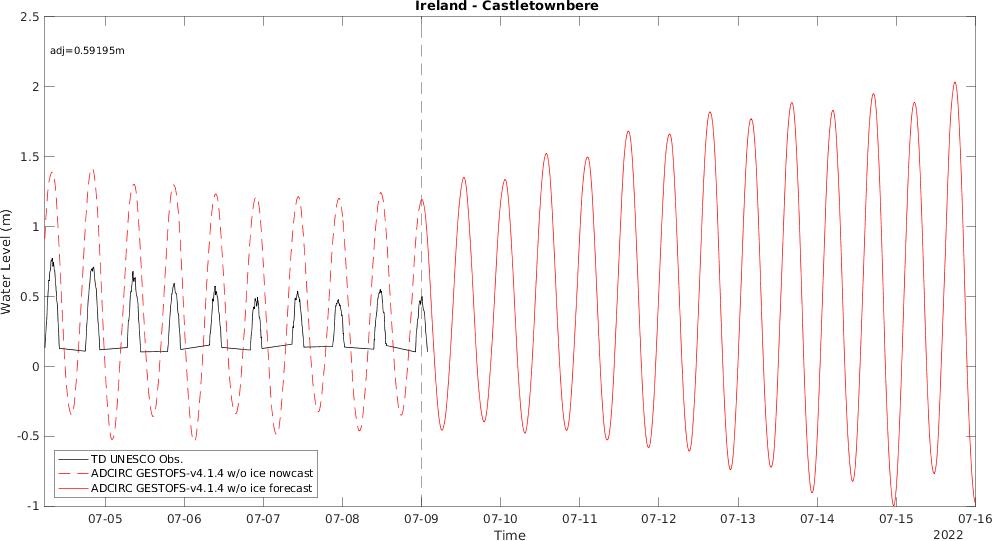 Ireland - Castletownbere
adj=0.59195m
Water Level (m)
2.5
2
1.5
1
0.5
0
-0.5
-1
TD UNESCO Obs.
ADCIRC GESTOFS-v4.1.4 w/o ice nowcast
ADCIRC GESTOFS-v4.1.4 w/o ice forecast
07-05 07-06 07-07 07-08 07-09 07-10 07-11 07-12 07-13 07-14 07-15 07-16
Time
2022